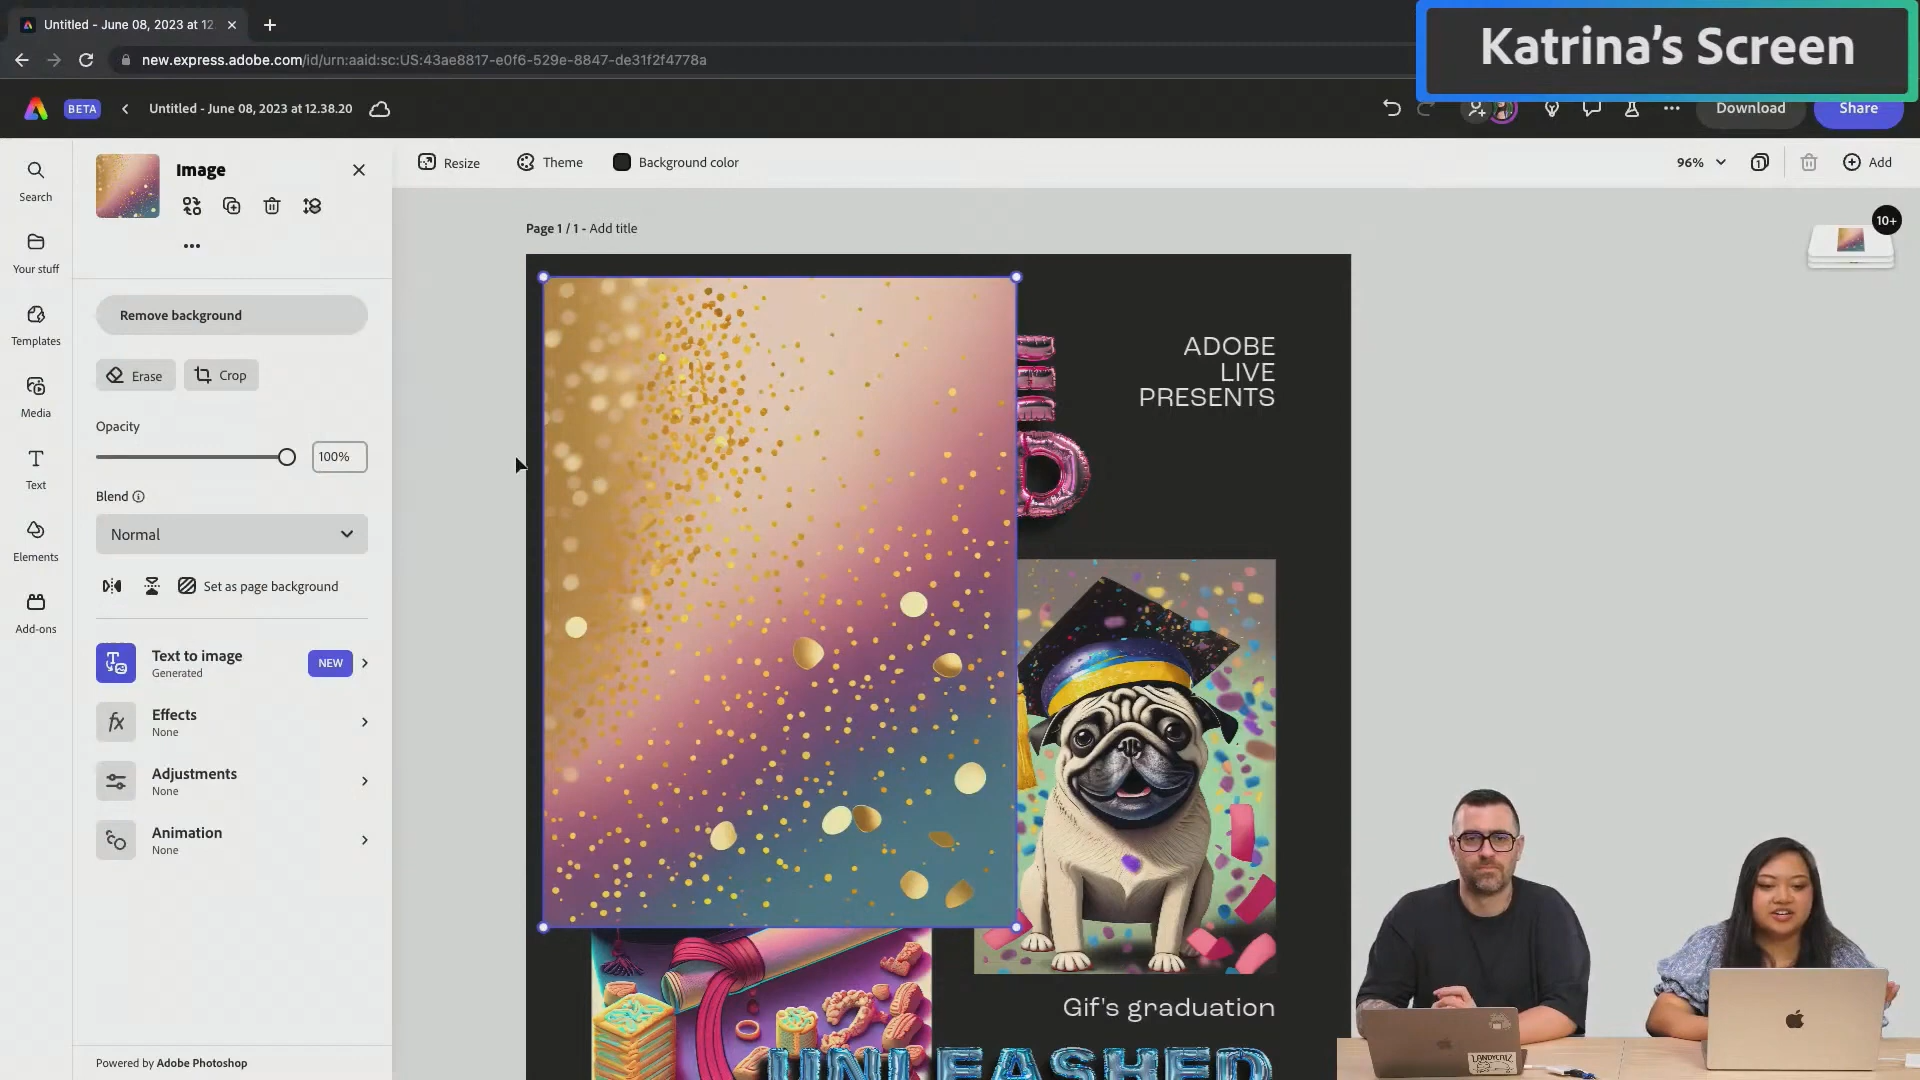 Untitled - June 08, 2023 at 12
Katrina's Screen
new.express.adobe.com/id/urn:aaid:sc:US:43ae8817-e0f6-529e-8847-de31f2f4778a
BETA
Untitled - June 08, 2023 at 12.38.20
Download
Share
Search
Your stuff
Templates
Media
Text
Elements
Add-ons
Image
Remove background
Erase
Crop
Opacity
100%
Blend
Normal
Set as page background
Text to image
Generated
NEW
Effects
None
Adjustments
None
Animation
None
Powered by Adobe Photoshop
Resize
Theme
Background color
96%
1
Add
Page 1 / 1 - Add title
10+
ADOBE
LIVE
PRESENTS
Gif's graduation
UNLEASHED
LANDYCATZ